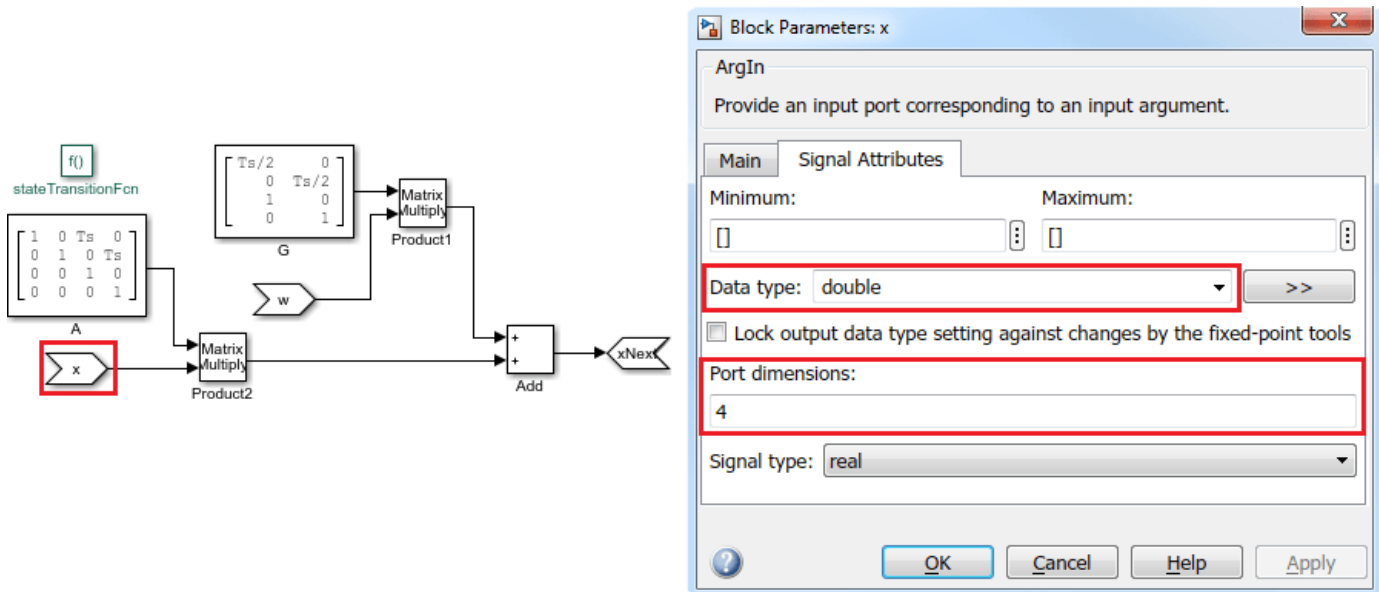 f()
stateTransitionFcn
1 0 Ts 0
0 1 0 Ts
0 0 1 0
0 0 0 1
A
x
Ts/2 0
0 Ts/2
1 0
0 1
G
w
Matrix
Multiply
Product1
Matrix
Multiply
Product2
+
+
Add
xNext
Block Parameters: x
x
ArgIn
Provide an input port corresponding to an input argument.
Main Signal Attributes
Minimum: Maximum:
[] []
Data type: double >>
Lock output data type setting against changes by the fixed-point tools
Port dimensions:
4
Signal type: real
? OK Cancel Help Apply